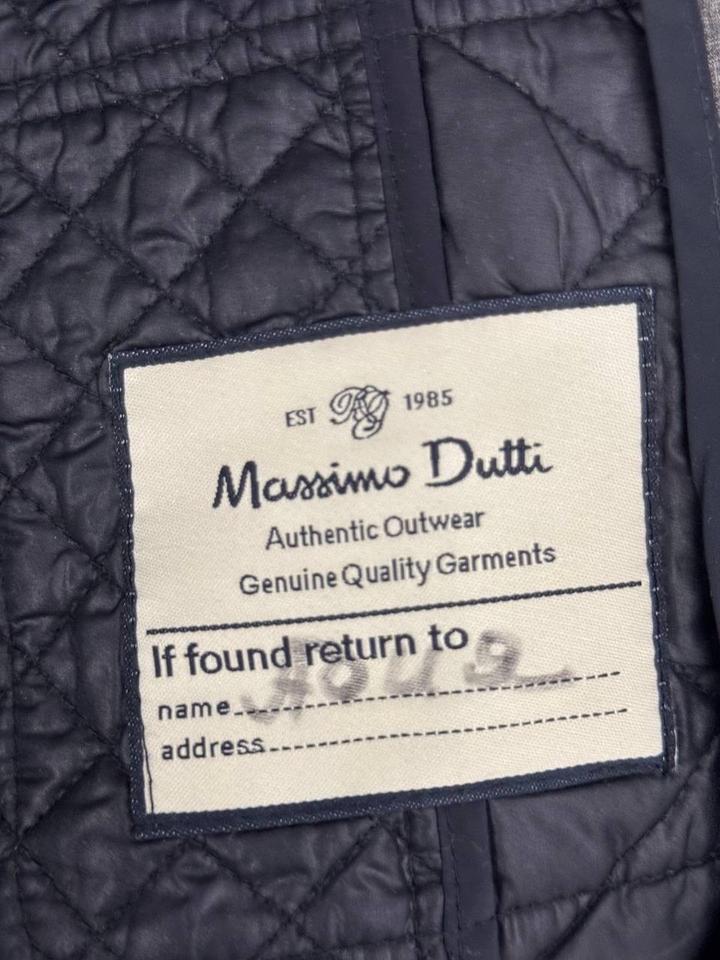 EST 1985
Massimo Dutti
Authentic Outwear
Genuine Quality Garments
If found return to
name
address